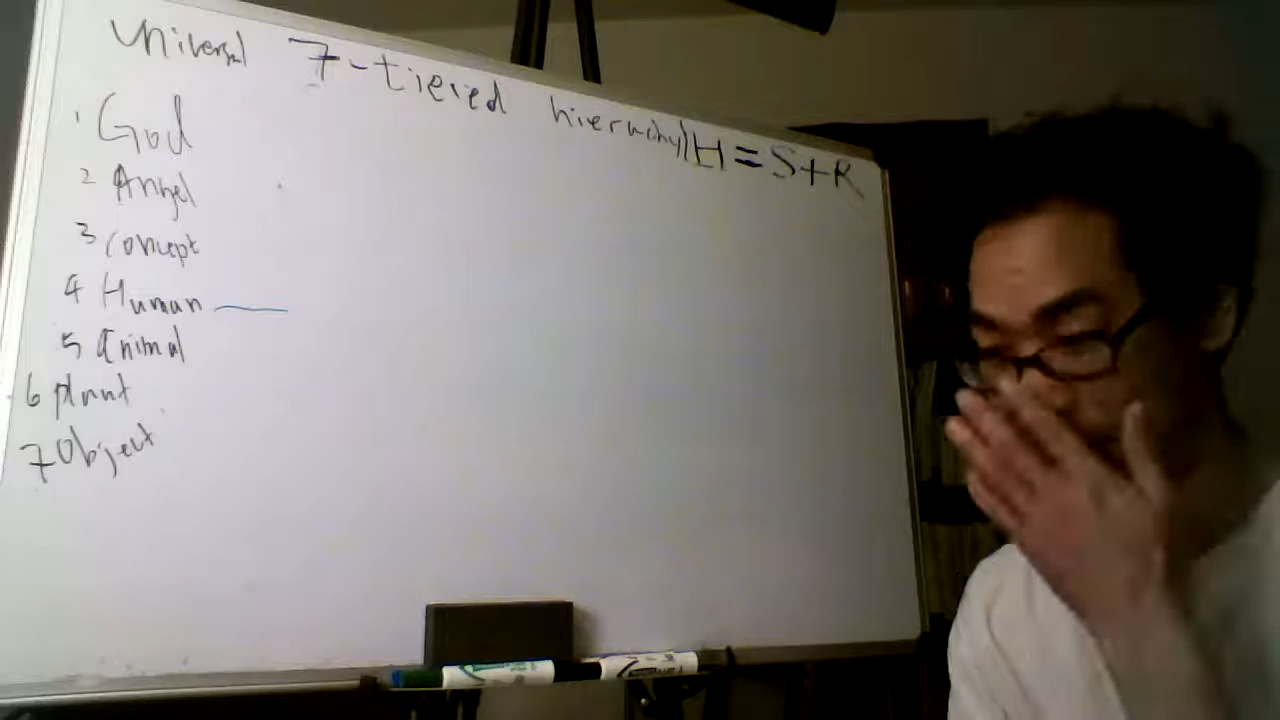 Universal 7-tiered hierarchy H = S + R
1 God
2 Angel
3 Concept
4 Human —
5 Animal
6 plant
7 Object